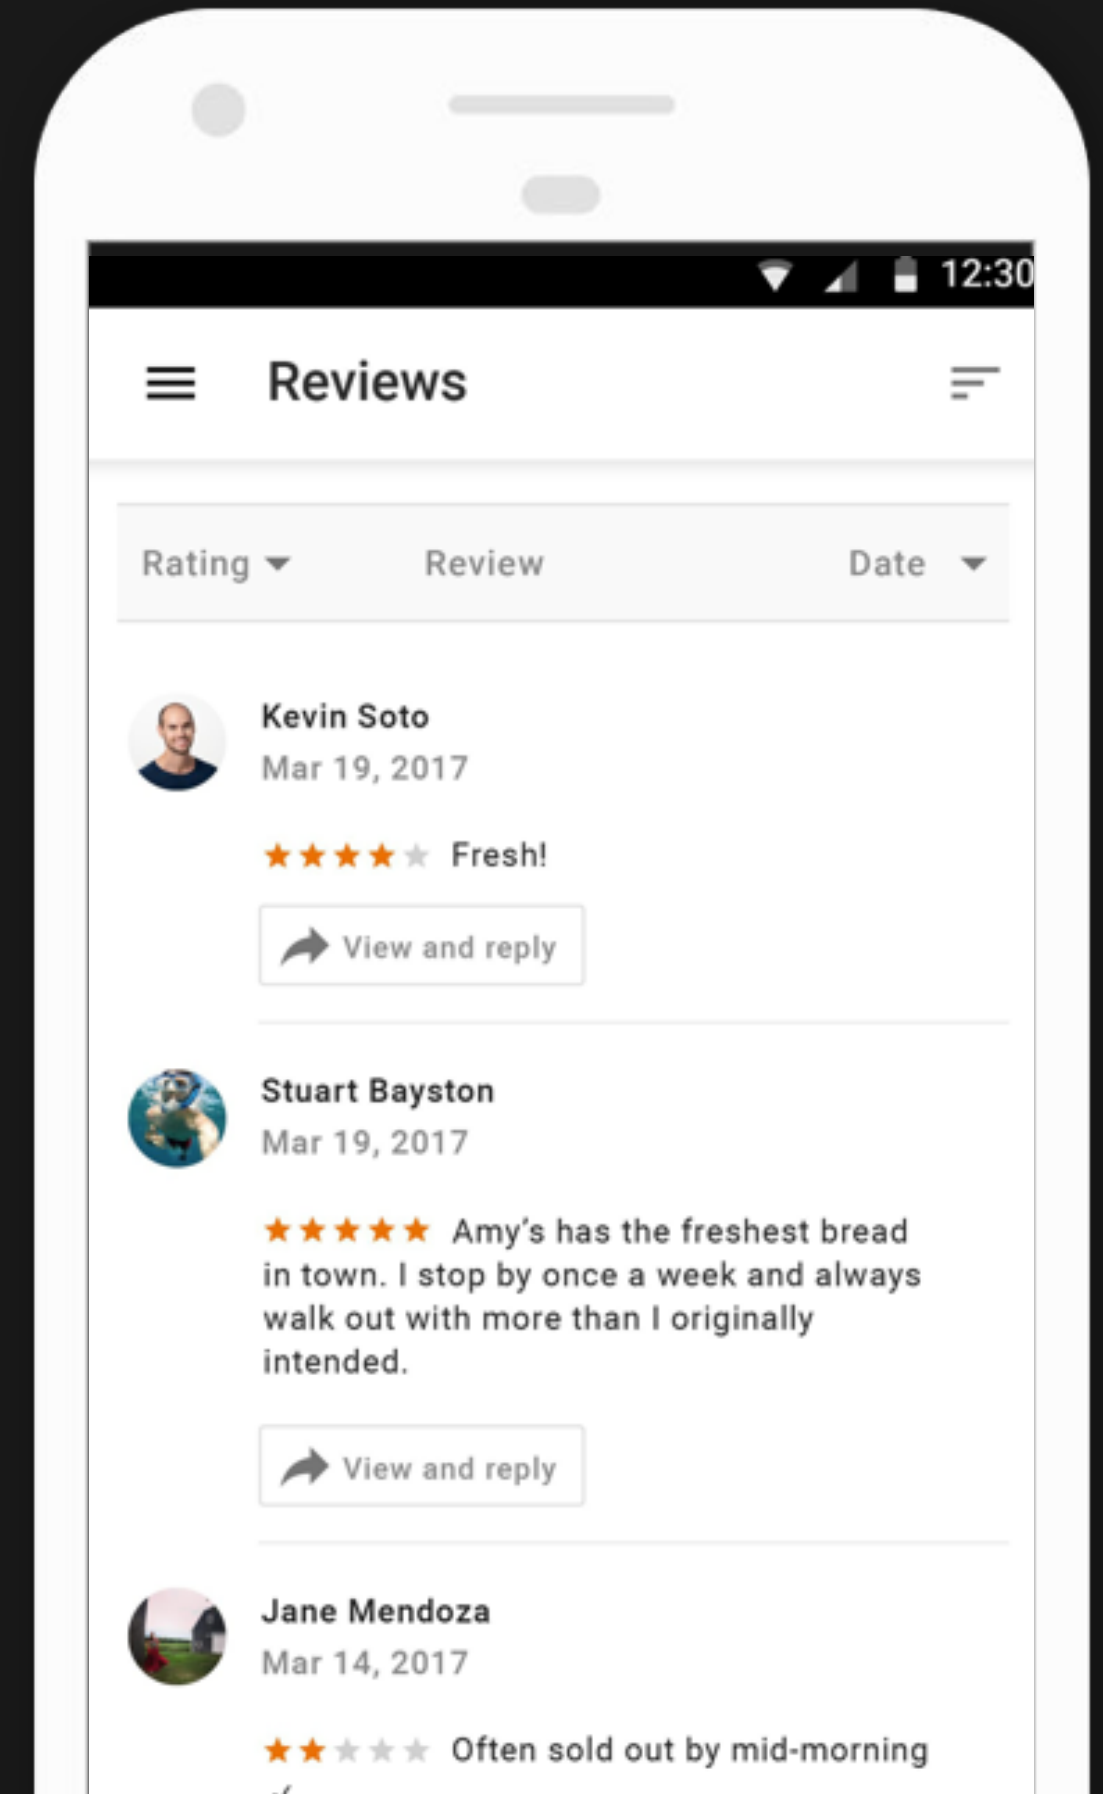 12:30
Reviews
Rating
Review
Date
Kevin Soto
Mar 19, 2017
Fresh!
View and reply
Stuart Bayston
Mar 19, 2017
Amy’s has the freshest bread
in town. I stop by once a week and always
walk out with more than I originally
intended.
View and reply
Jane Mendoza
Mar 14, 2017
Often sold out by mid-morning